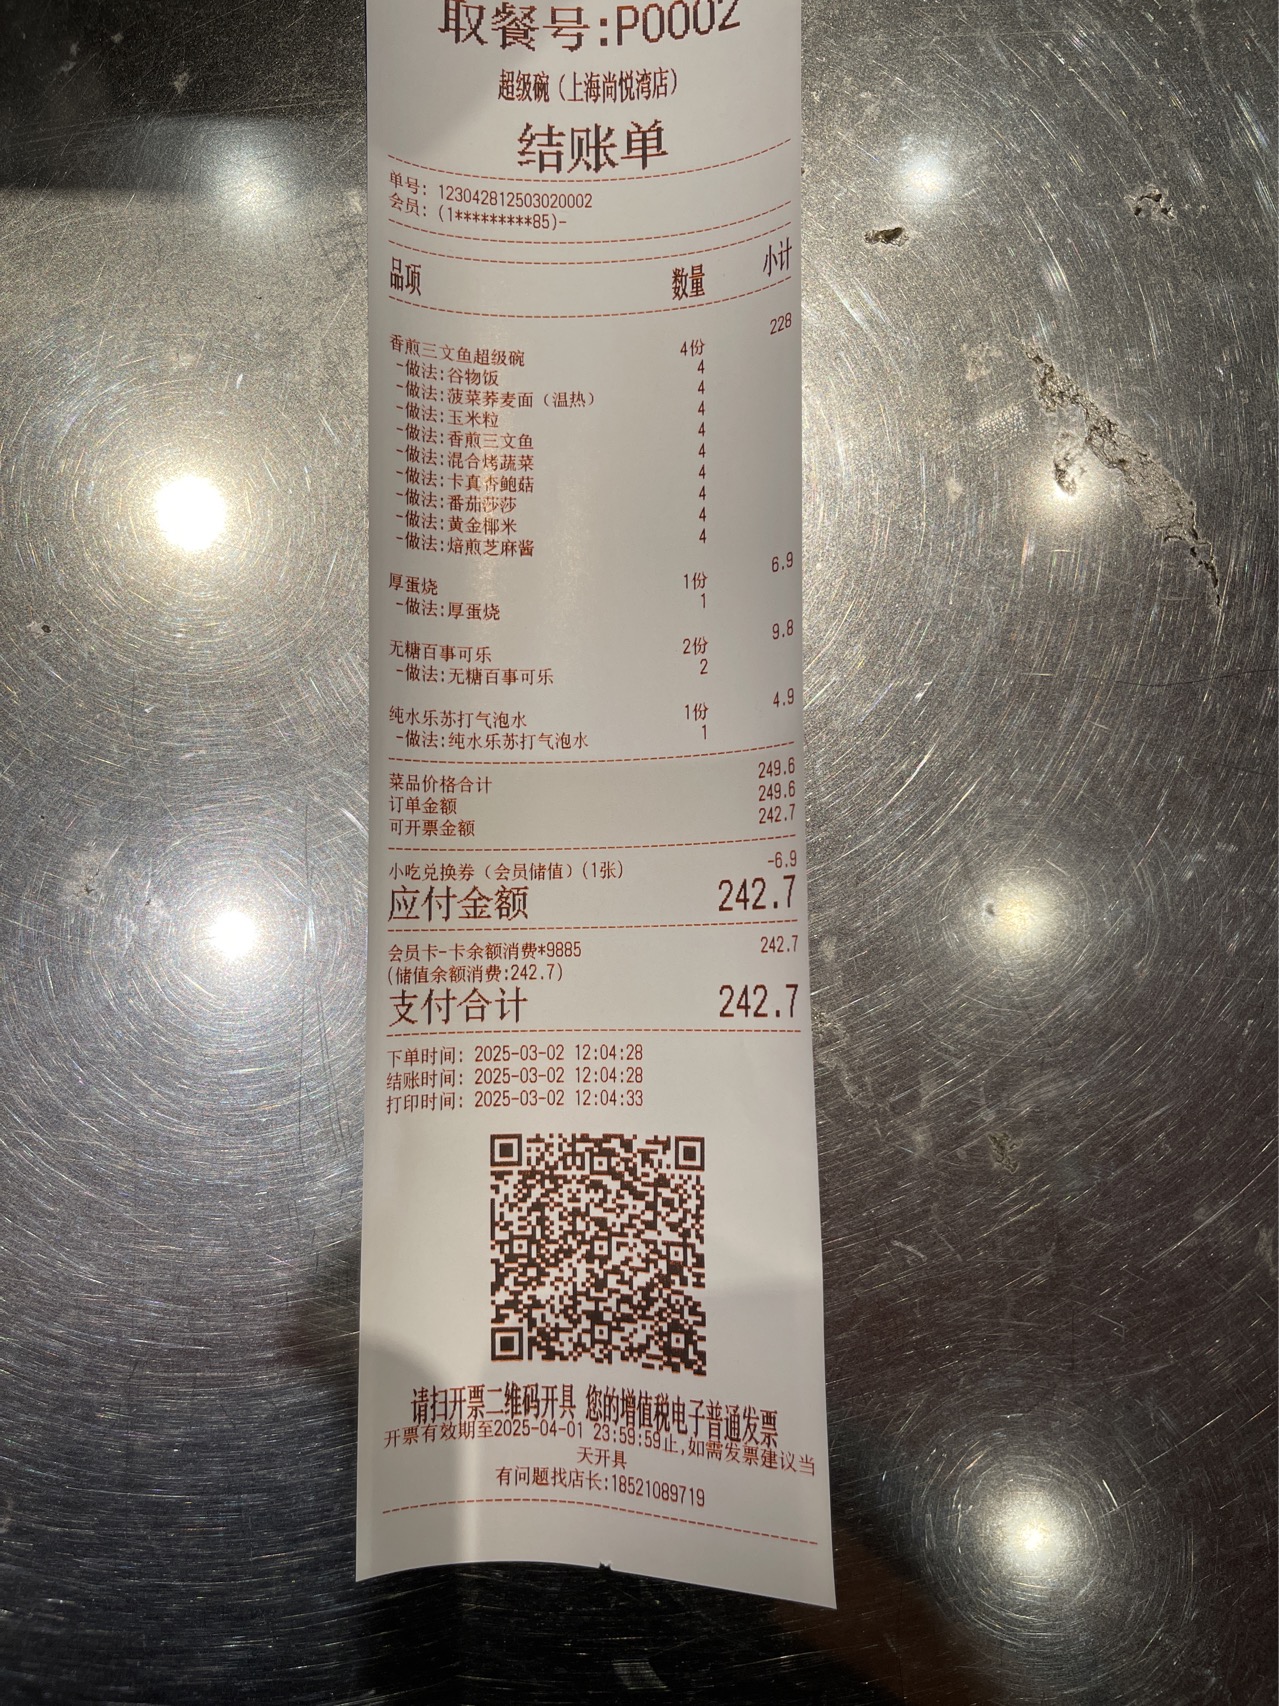 取餐号:P0002
超级碗（上海尚悦湾店）
结账单
单号: 123042812503020002
会员: (1*********85)-
品项 数量 小计
香煎三文鱼超级碗 4份 228
-做法:谷物饭 4
-做法:菠菜荞麦面（温热） 4
-做法:玉米粒 4
-做法:香煎三文鱼 4
-做法:混合烤蔬菜 4
-做法:卡真杏鲍菇 4
-做法:番茄莎莎 4
-做法:黄金椰米 4
-做法:焙煎芝麻酱 4
厚蛋烧 1份 6.9
-做法:厚蛋烧 1
无糖百事可乐 2份 9.8
-做法:无糖百事可乐 2
纯水乐苏打气泡水 1份 4.9
-做法:纯水乐苏打气泡水 1
菜品价格合计 249.6
订单金额 249.6
可开票金额 242.7
小吃兑换券（会员储值）(1张) -6.9
应付金额 242.7
会员卡-卡余额消费*9885 242.7
(储值余额消费:242.7)
支付合计 242.7
下单时间: 2025-03-02 12:04:28
结账时间: 2025-03-02 12:04:28
打印时间: 2025-03-02 12:04:33
请扫开票二维码开具 您的增值税电子普通发票
开票有效期至2025-04-01 23:59:59止,如需发票建议当
天开具
有问题找店长:18521089719